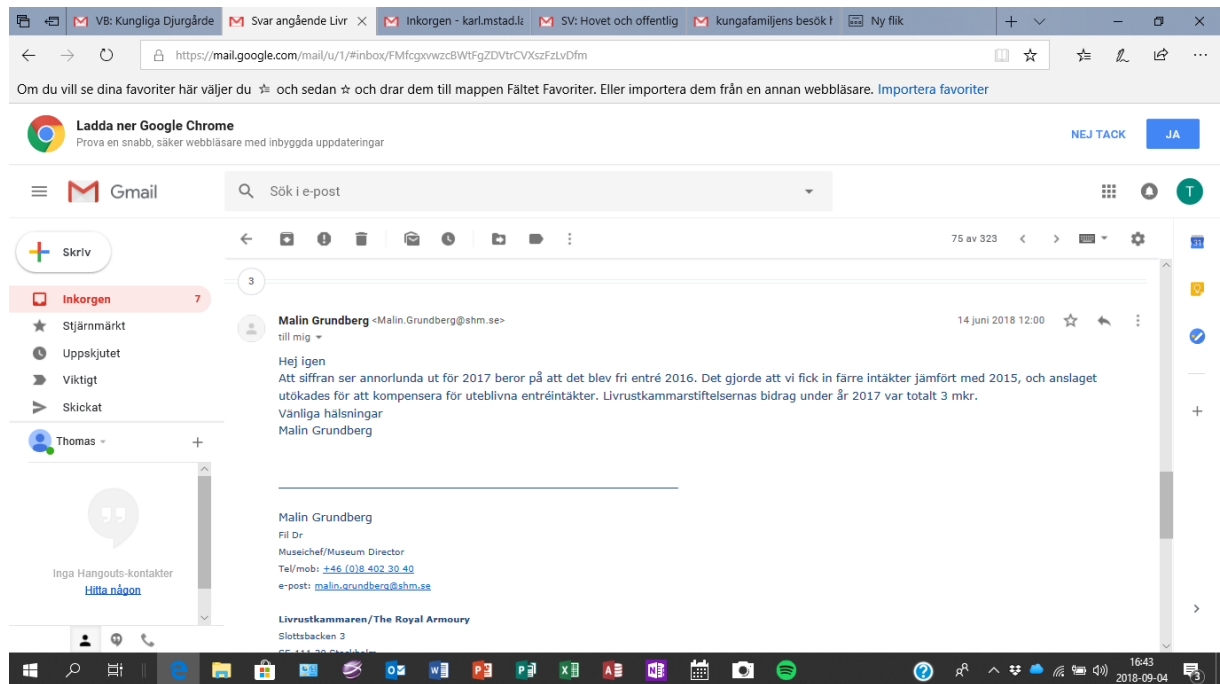 VB: Kungliga Djurgårde
Svar angående Livr
Inkorgen - karl.mstad.la
SV: Hovet och offentlig
kungafamiljens besök h
Ny flik
https://mail.google.com/mail/u/1/#inbox/FMfcgxvwzcBWtFgZDVtrCVXszFzLvDfm
Om du vill se dina favoriter här väljer du och sedan och drar dem till mappen Fältet Favoriter. Eller importera dem från en annan webbläsare. Importera favoriter
Ladda ner Google Chrome
Prova en snabb, säker webbläsare med inbyggda uppdateringar
NEJ TACK
JA
Gmail
Sök i e-post
T
Skriv
75 av 323
31
Inkorgen 7
Stjärnmärkt
Uppskjutet
Viktigt
Skickat
Thomas
Inga Hangouts-kontakter
Hitta någon
3
Malin Grundberg <Malin.Grundberg@shm.se>
14 juni 2018 12:00
till mig
Hej igen
Att siffran ser annorlunda ut för 2017 beror på att det blev fri entré 2016. Det gjorde att vi fick in färre intäkter jämfört med 2015, och anslaget
utökades för att kompensera för uteblivna entréintäkter. Livrustkammarstiftelsernas bidrag under år 2017 var totalt 3 mkr.
Vänliga hälsningar
Malin Grundberg
Malin Grundberg
Fil Dr
Museichef/Museum Director
Tel/mob: +46 (0)8 402 30 40
e-post: malin.grundberg@shm.se
Livrustkammaren/The Royal Armoury
Slottsbacken 3
16:43
2018-09-04
3